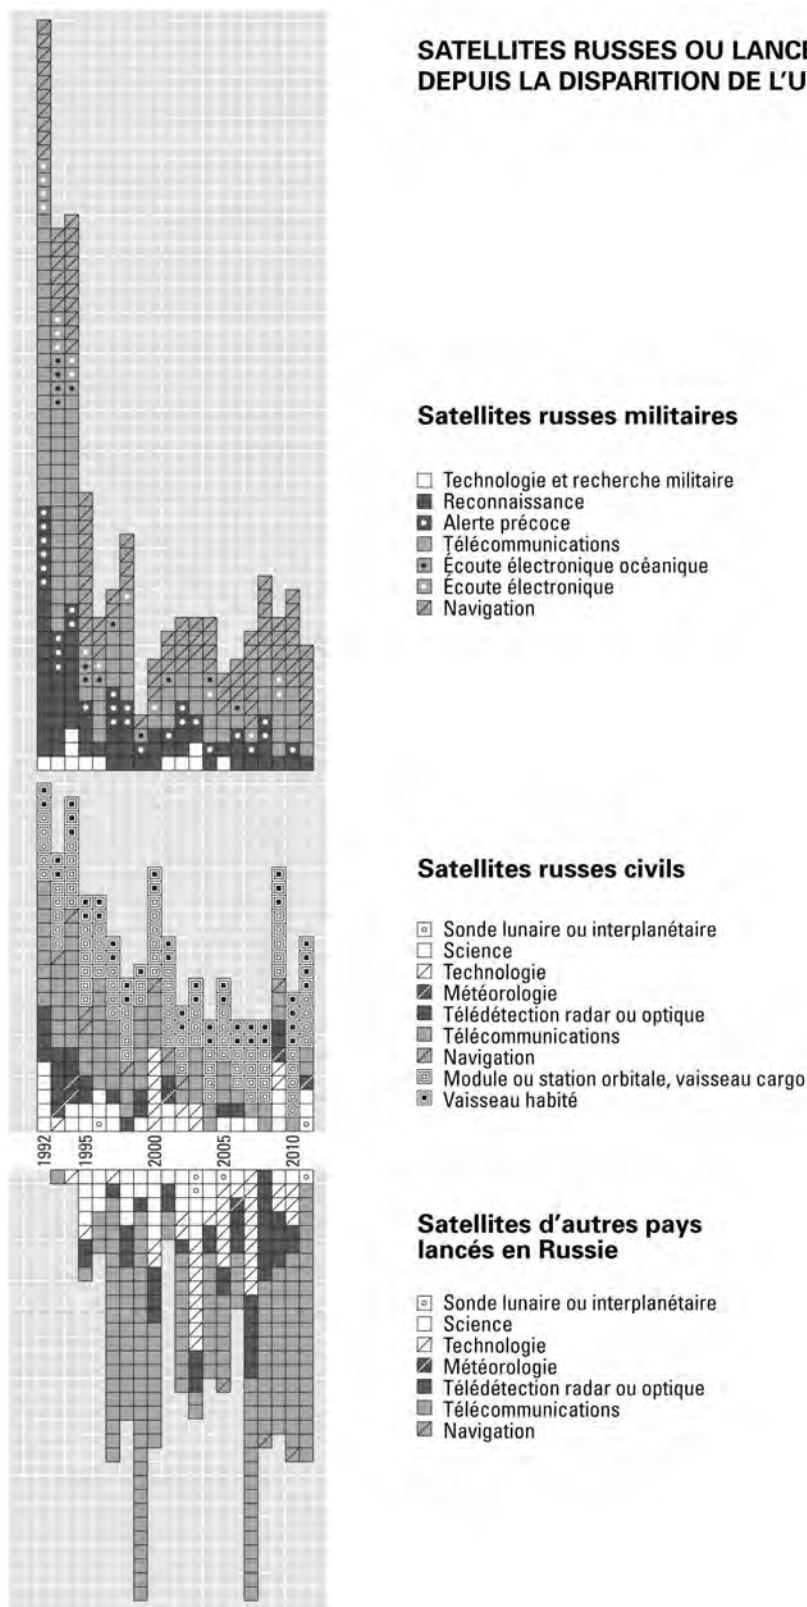 SATELLITES RUSSES OU LANCÉ
DEPUIS LA DISPARITION DE L'U
Satellites russes militaires
Technologie et recherche militaire
Reconnaissance
Alerte précoce
Télécommunications
Écoute électronique océanique
Écoute électronique
Navigation
Satellites russes civils
Sonde lunaire ou interplanétaire
Science
Technologie
Météorologie
Télédétection radar ou optique
Télécommunications
Navigation
Module ou station orbitale, vaisseau cargo
Vaisseau habité
1992 1995 2000 2005 2010
Satellites d'autres pays
lancés en Russie
Sonde lunaire ou interplanétaire
Science
Technologie
Météorologie
Télédétection radar ou optique
Télécommunications
Navigation